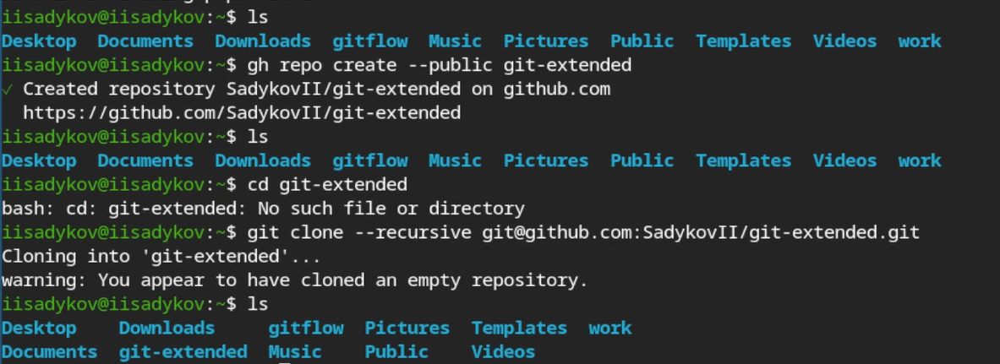 iisadykov@iisadykov:~$ ls
Desktop Documents Downloads gitflow Music Pictures Public Templates Videos work
iisadykov@iisadykov:~$ gh repo create --public git-extended
✓ Created repository SadykovII/git-extended on github.com
https://github.com/SadykovII/git-extended
iisadykov@iisadykov:~$ ls
Desktop Documents Downloads gitflow Music Pictures Public Templates Videos work
iisadykov@iisadykov:~$ cd git-extended
bash: cd: git-extended: No such file or directory
iisadykov@iisadykov:~$ git clone --recursive git@github.com:SadykovII/git-extended.git
Cloning into 'git-extended'...
warning: You appear to have cloned an empty repository.
iisadykov@iisadykov:~$ ls
Desktop Downloads gitflow Pictures Templates work
Documents git-extended Music Public Videos